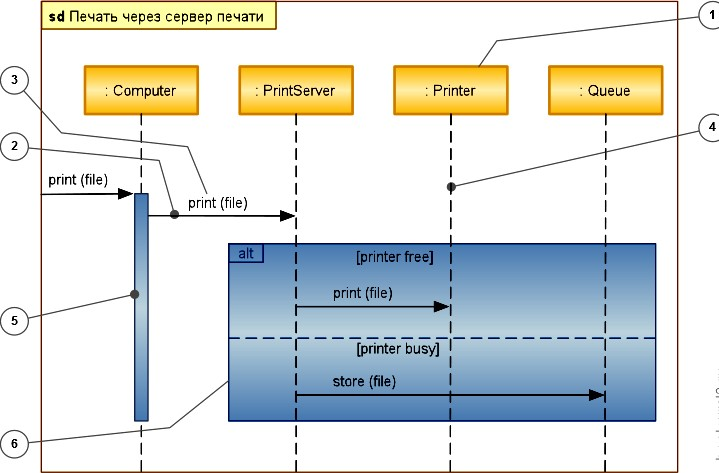 sd Печать через сервер печати
1
3
: Computer
: PrintServer
: Printer
: Queue
2
4
print (file)
print (file)
alt
[printer free]
print (file)
5
[printer busy]
store (file)
6